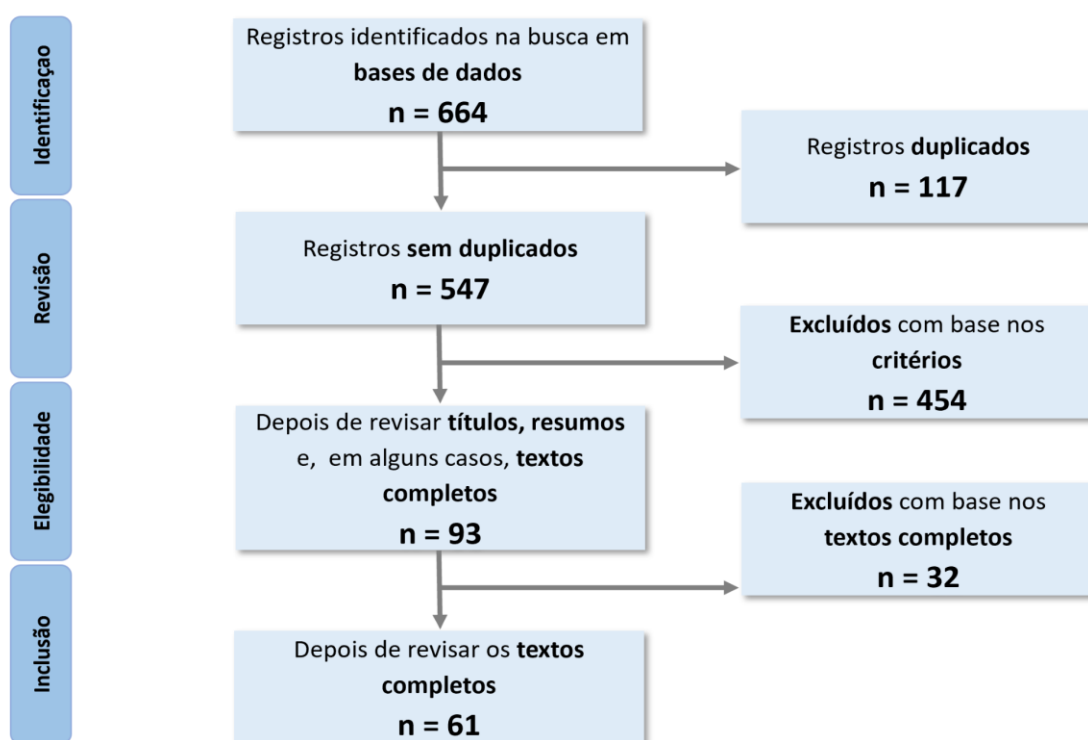 Identificaçao
Registros identificados na busca em
bases de dados
n = 664
Registros duplicados
n = 117
Revisão
Registros sem duplicados
n = 547
Excluídos com base nos
critérios
n = 454
Elegibilidade
Depois de revisar títulos, resumos
e, em alguns casos, textos
completos
n = 93
Excluídos com base nos
textos completos
n = 32
Inclusão
Depois de revisar os textos
completos
n = 61